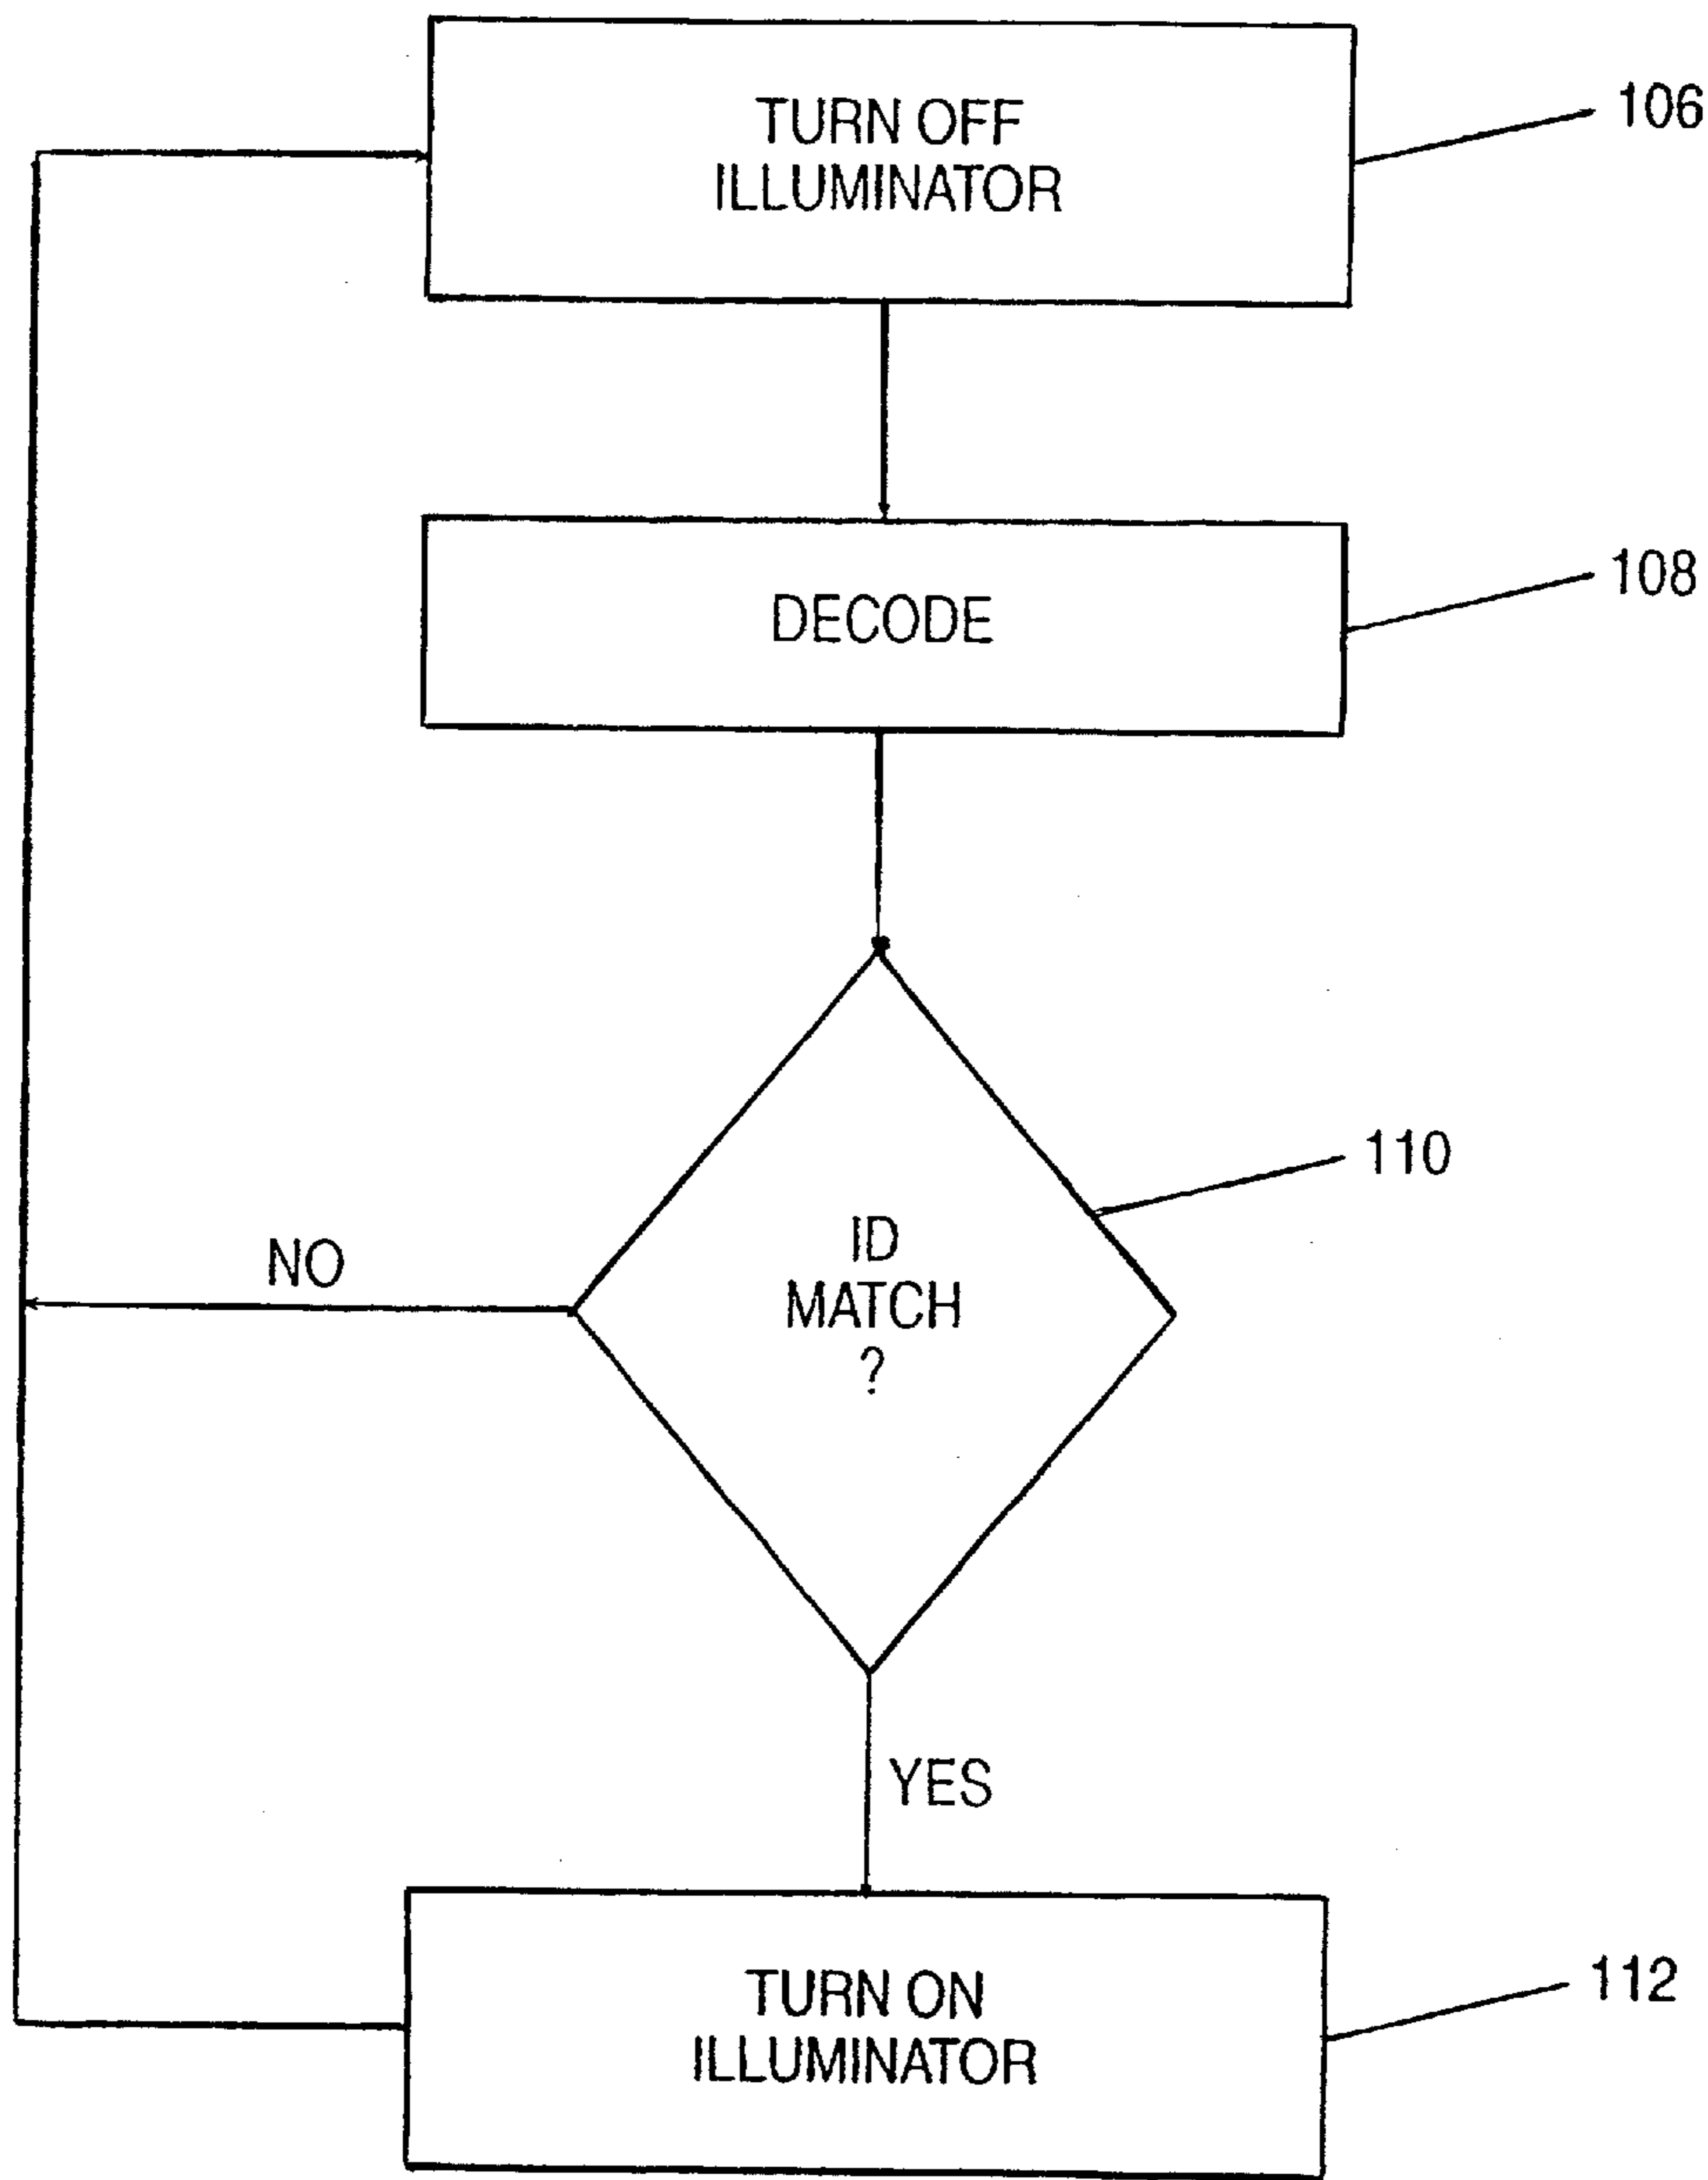 TURN OFF
ILLUMINATOR
106
DECODE
108
ID
MATCH
?
110
NO
YES
TURN ON
ILLUMINATOR
112